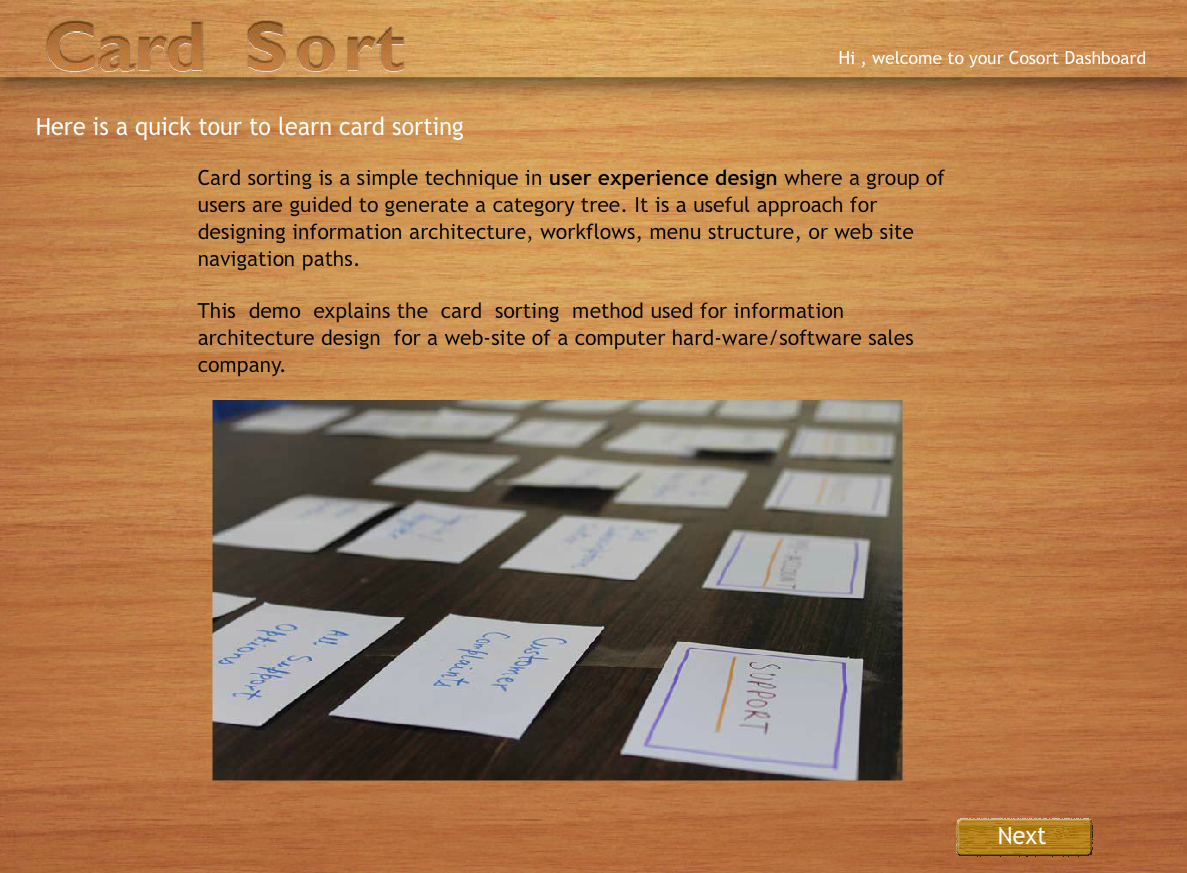 Card Sort
Hi , welcome to your Cosort Dashboard
Here is a quick tour to learn card sorting
Card sorting is a simple technique in user experience design where a group of
users are guided to generate a category tree. It is a useful approach for
designing information architecture, workflows, menu structure, or web site
navigation paths.
This demo explains the card sorting method used for information
architecture design for a web-site of a computer hard-ware/software sales
company.
MY-ACCOUNT
All Support
Options
Customer
Complaints
SUPPORT
Next